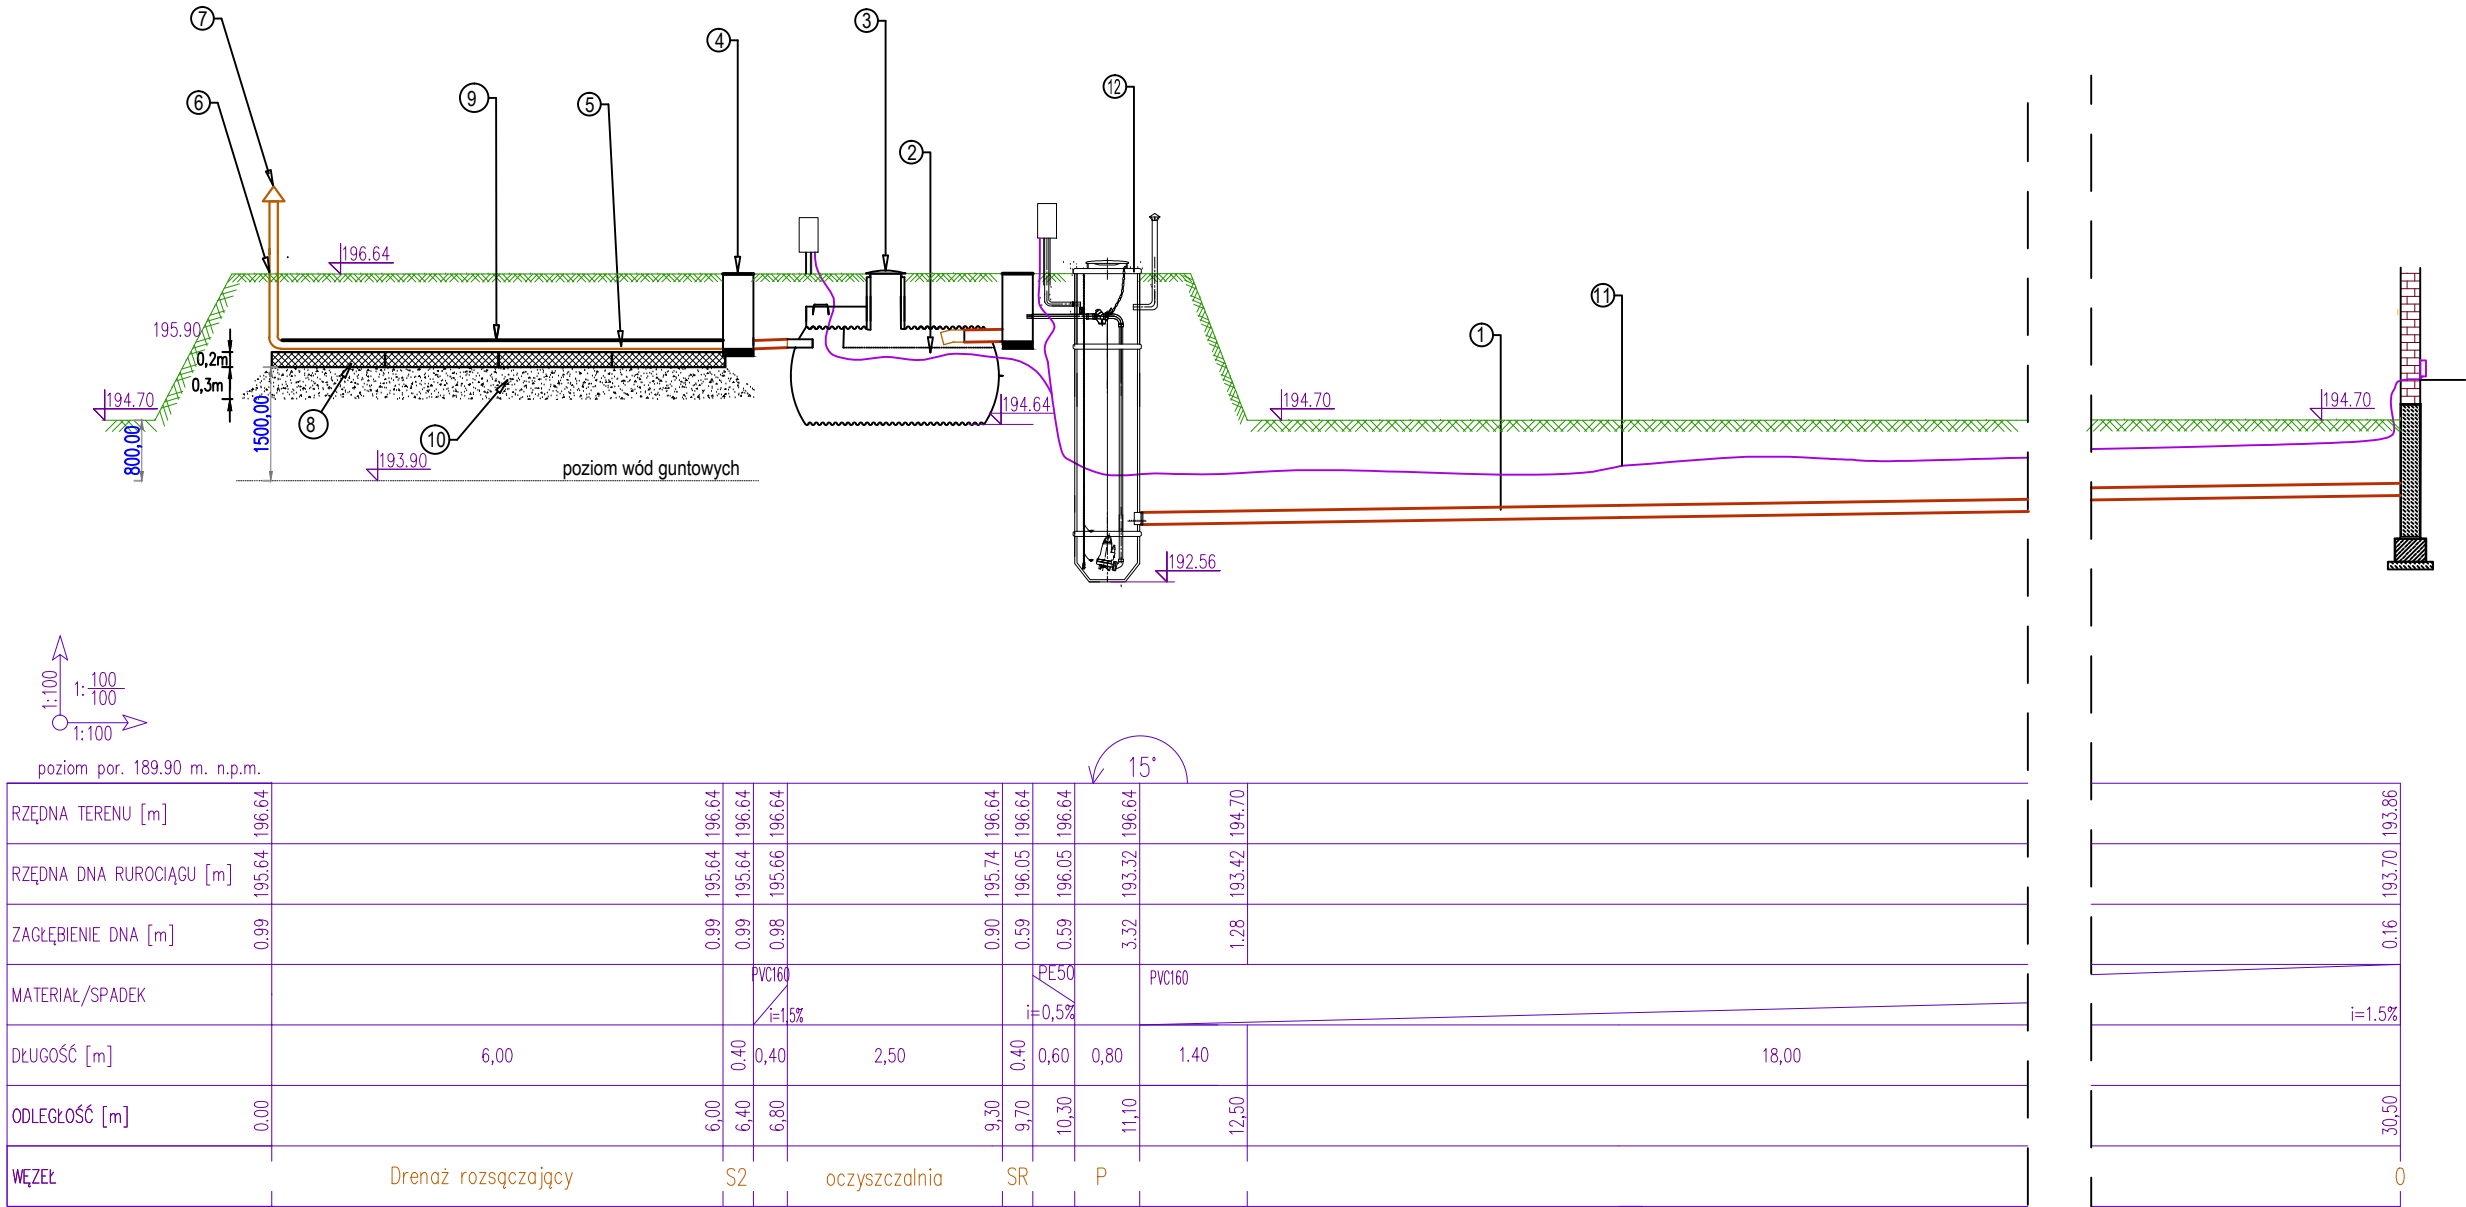 7
3
4
12
6
9
5
2
196.64
11
195.90
1
0,2m
0,3m
194.70
194.64
194.70
194.70
8
10
800,00
1500,00
193.90
poziom wód guntowych
192.56
1:100
1: 100
100
1:100
poziom por. 189.90 m. n.p.m.
15°
RZĘDNA TERENU [m] 196.64 196.64 196.64 196.64 196.64 196.64 196.64 196.64 194.70 193.86
RZĘDNA DNA RUROCIĄGU [m] 195.64 195.64 195.64 195.66 195.74 196.05 196.05 193.32 193.42 193.70
ZAGŁĘBIENIE DNA [m] 0.99 0.99 0.99 0.98 0.90 0.59 0.59 3.32 1.28 0.16
PVC160 PE50 PVC160
MATERIAŁ/SPADEK
i=1.5% i=0,5% i=1.5%
DŁUGOŚĆ [m] 6,00 0.40 0,40 2,50 0.40 0,60 0,80 1.40 18,00
ODLEGŁOŚĆ [m] 0.00 6,00 6,40 6,80 9,30 9,70 10,30 11,10 12,50 30,50
WĘZEŁ Drenaż rozsączający S2 oczyszczalnia SR P 0